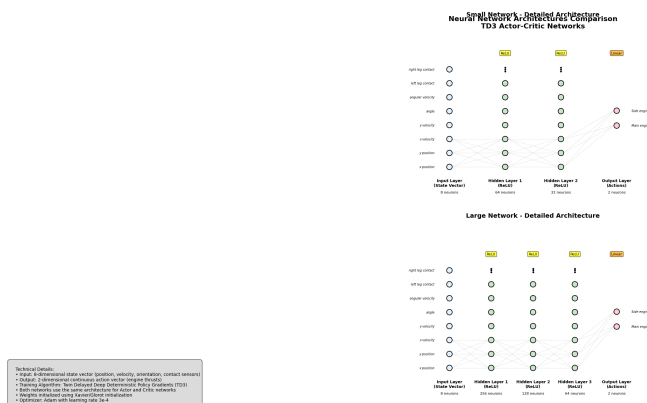 Small Network - Detailed Architecture
Neural Network Architectures Comparison
TD3 Actor-Critic Networks
ReLU ReLU Linear
right leg contact
left leg contact
angular velocity
angle
y-velocity
x-velocity
y-position
x-position
Side engi
Main engi
Input Layer (State Vector)
8 neurons
Hidden Layer 1 (ReLU)
64 neurons
Hidden Layer 2 (ReLU)
32 neurons
Output Layer (Actions)
2 neurons
Large Network - Detailed Architecture
ReLU ReLU ReLU Linear
right leg contact
left leg contact
angular velocity
angle
y-velocity
x-velocity
y-position
x-position
Side engi
Main engi
Input Layer (State Vector)
8 neurons
Hidden Layer 1 (ReLU)
256 neurons
Hidden Layer 2 (ReLU)
128 neurons
Hidden Layer 3 (ReLU)
64 neurons
Output Layer (Actions)
2 neurons
Technical Details:
• Input: 8-dimensional state vector (position, velocity, orientation, contact sensors)
• Output: 2-dimensional continuous action vector (engine thrusts)
• Training Algorithm: Twin Delayed Deep Deterministic Policy Gradients (TD3)
• Both networks use the same architecture for Actor and Critic networks
• Weights initialized using Xavier/Glorot initialization
• Optimizer: Adam with learning rate 3e-4